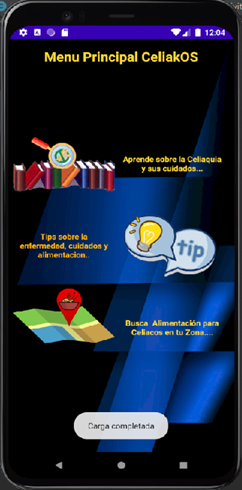 12:04
Menu Principal CeliakOS
Aprende sobre la Celiaquia
y sus cuidados...
Tips sobre la
enfermedad, cuidados y
alimentacion..
tip
Busca Alimentación para
Celiacos en tu Zona....
Carga completada